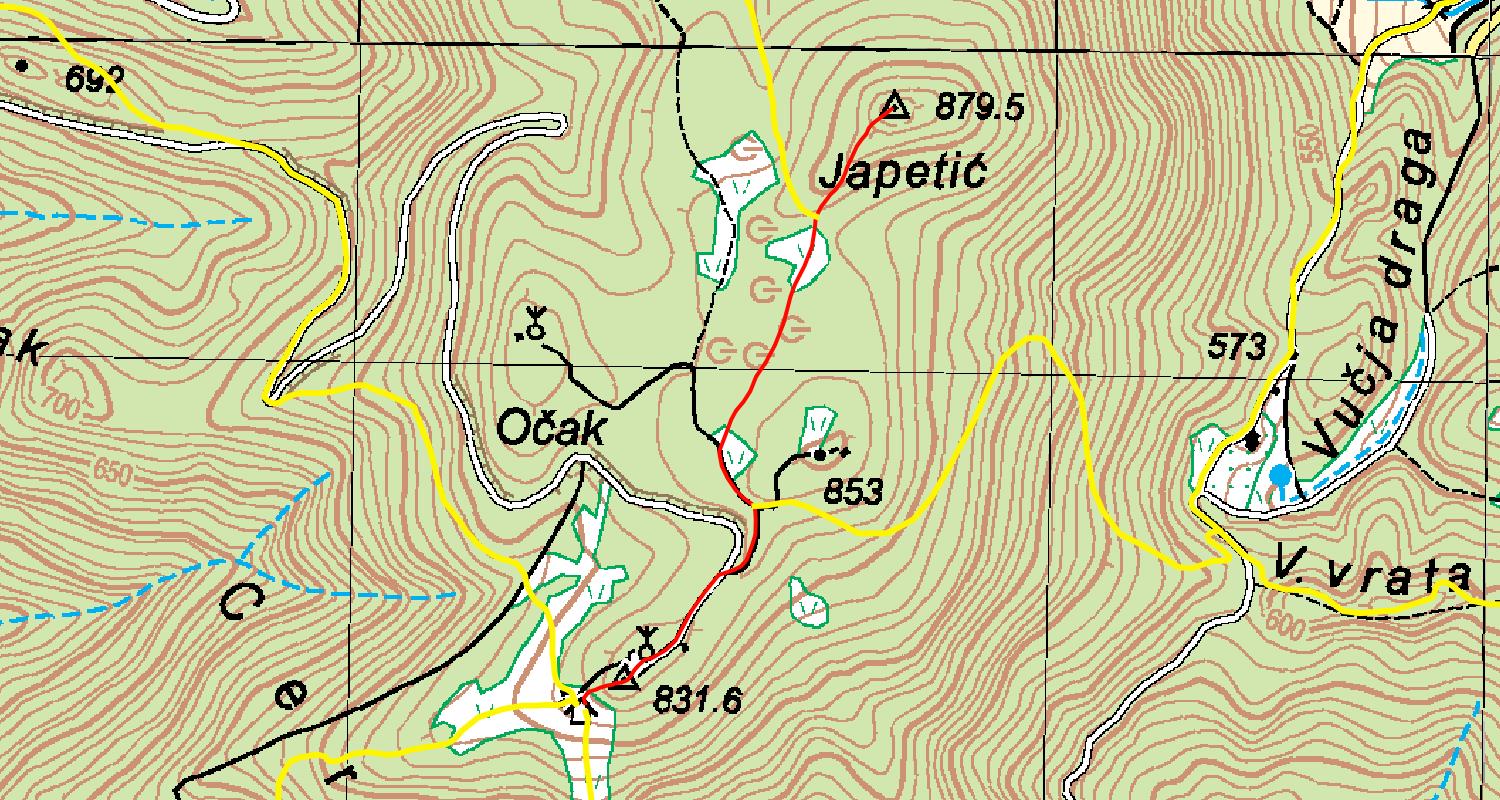 692
879.5
Japetić
550
Vučja draga
573
ak
700
Očak
650
853
V. vrata
600
C
e
r
831.6